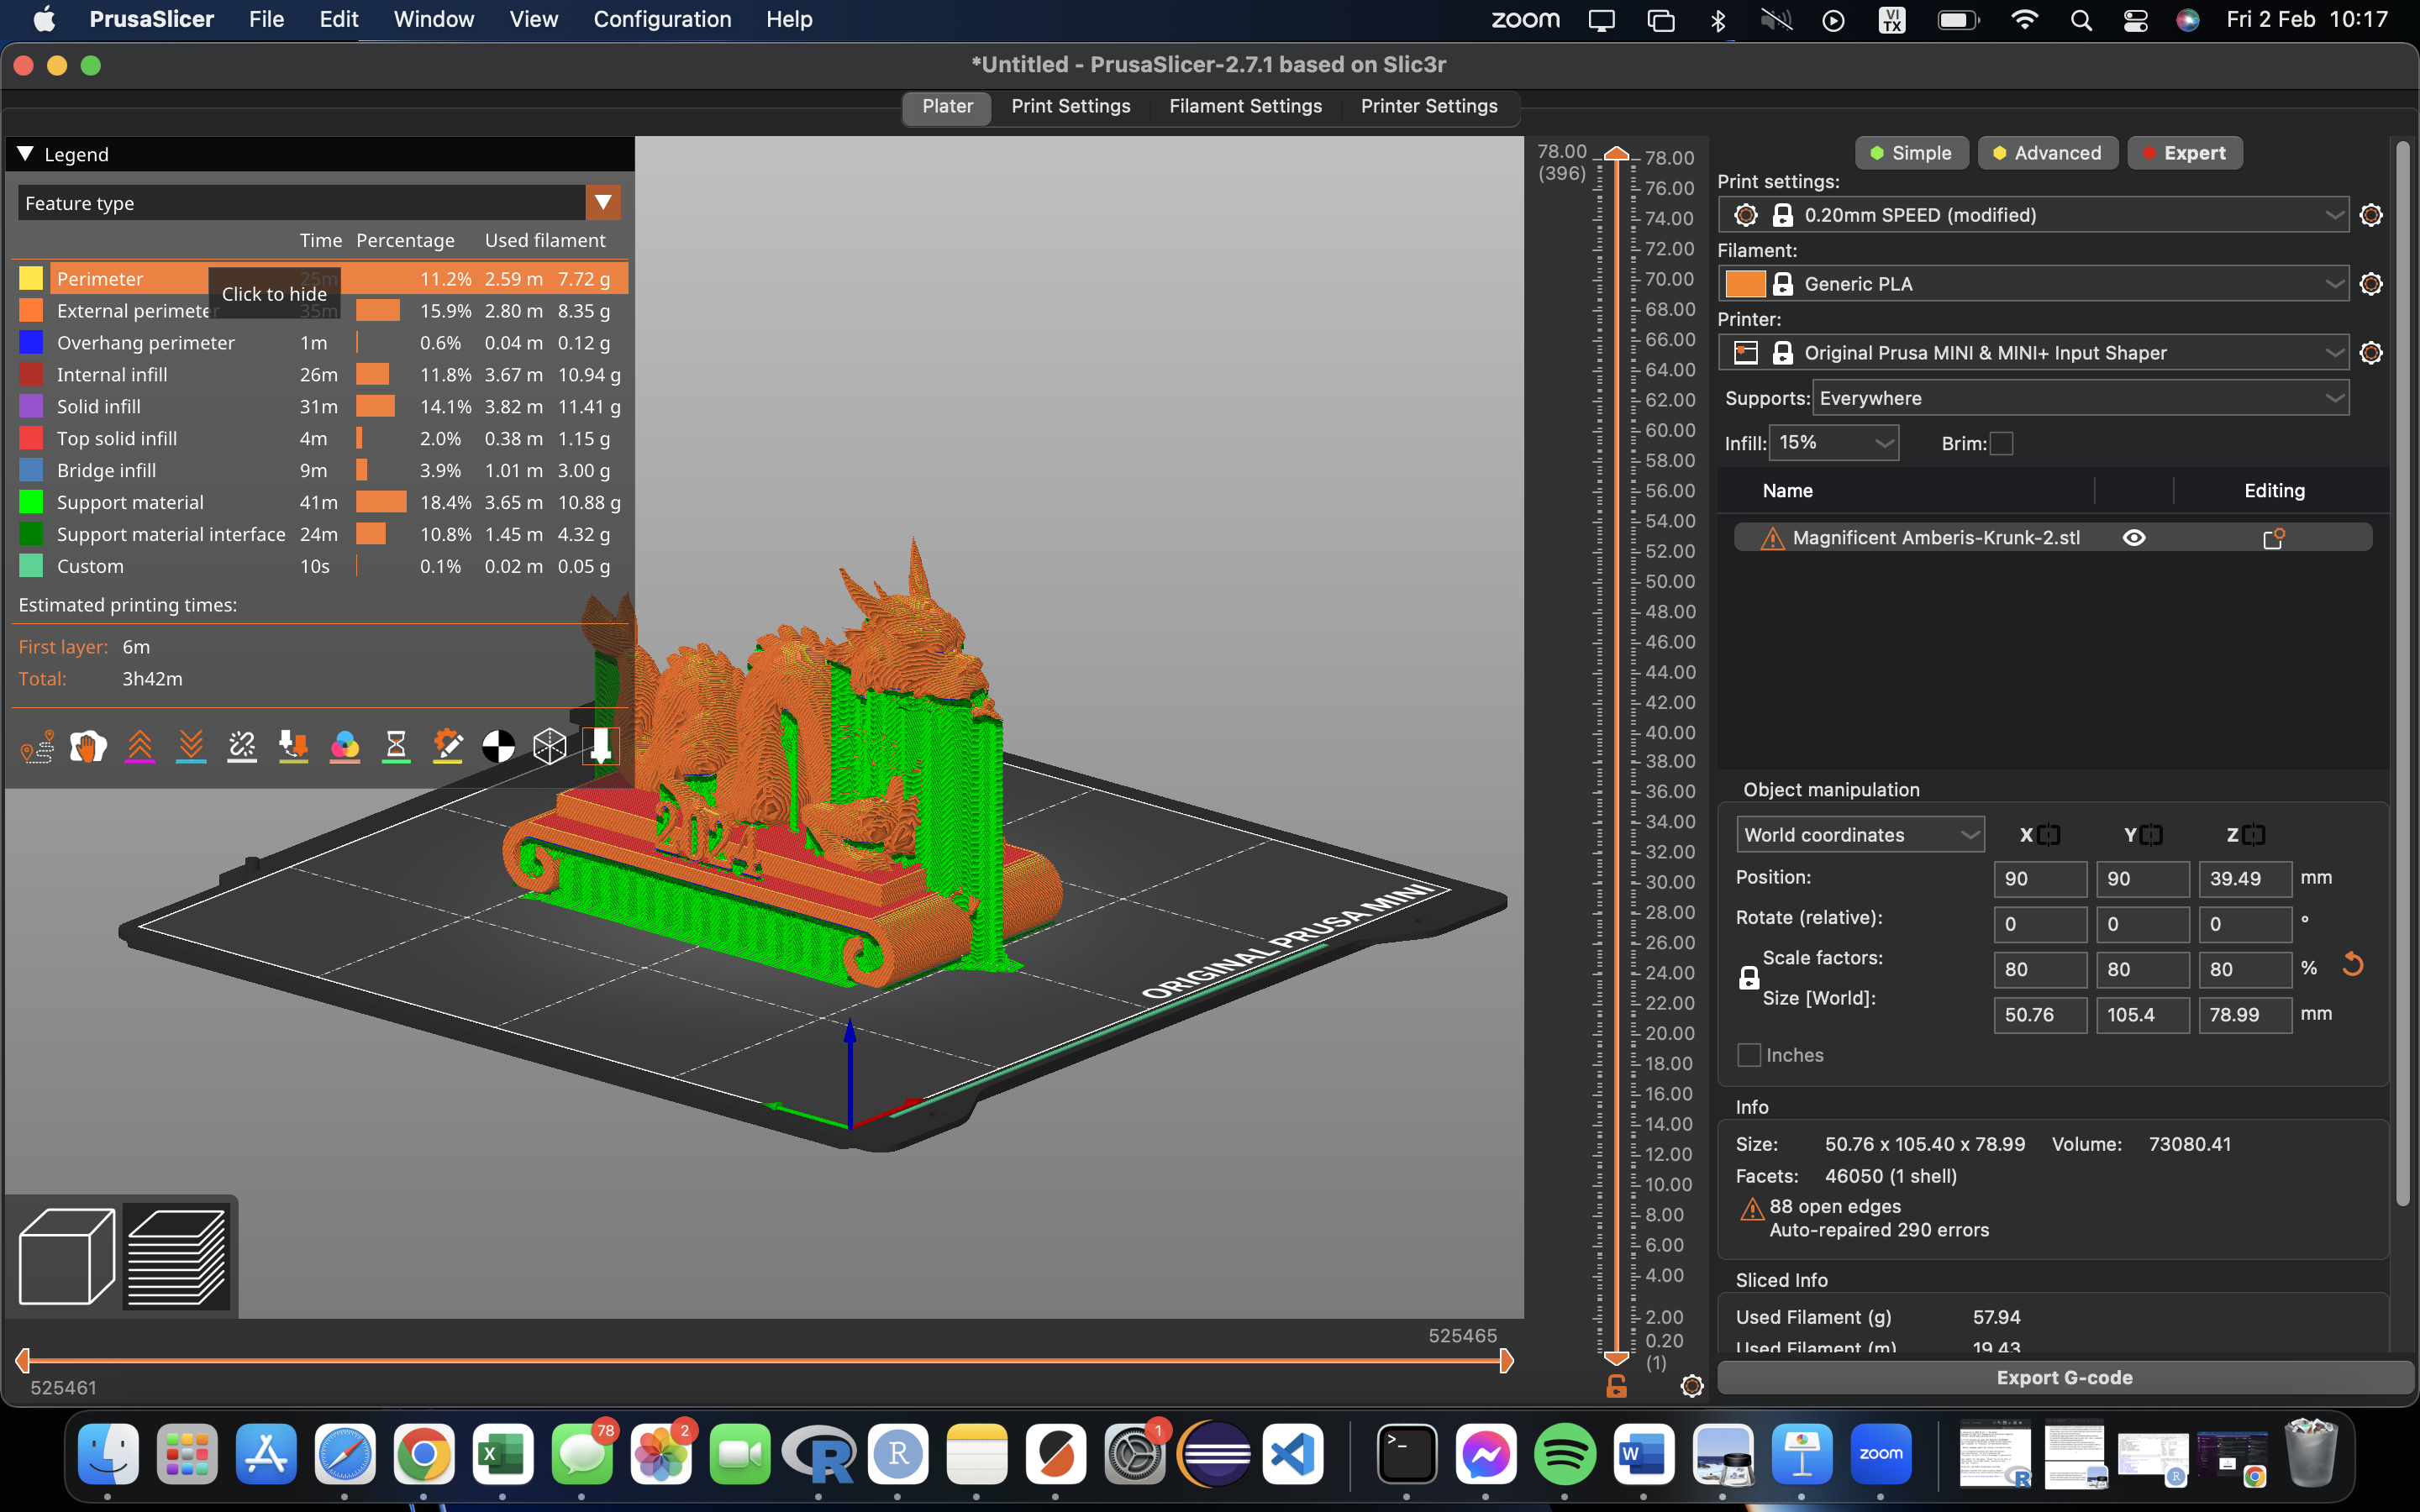 PrusaSlicer File Edit Window View Configuration Help zoom VI TX Fri 2 Feb 10:17
*Untitled - PrusaSlicer-2.7.1 based on Slic3r
Plater Print Settings Filament Settings Printer Settings
Legend
Feature type
Time Percentage Used filament
Perimeter 25m 11.2% 2.59 m 7.72 g
Click to hide
External perimeter 35m 15.9% 2.80 m 8.35 g
Overhang perimeter 1m 0.6% 0.04 m 0.12 g
Internal infill 26m 11.8% 3.67 m 10.94 g
Solid infill 31m 14.1% 3.82 m 11.41 g
Top solid infill 4m 2.0% 0.38 m 1.15 g
Bridge infill 9m 3.9% 1.01 m 3.00 g
Support material 41m 18.4% 3.65 m 10.88 g
Support material interface 24m 10.8% 1.45 m 4.32 g
Custom 10s 0.1% 0.02 m 0.05 g
Estimated printing times:
First layer: 6m
Total: 3h42m
2024
ORIGINAL PRUSA MINI
525465
525461
78.00
(396)
78.00
76.00
74.00
72.00
70.00
68.00
66.00
64.00
62.00
60.00
58.00
56.00
54.00
52.00
50.00
48.00
46.00
44.00
42.00
40.00
38.00
36.00
34.00
32.00
30.00
28.00
26.00
24.00
22.00
20.00
18.00
16.00
14.00
12.00
10.00
8.00
6.00
4.00
2.00
0.20
(1)
Simple Advanced Expert
Print settings:
0.20mm SPEED (modified)
Filament:
Generic PLA
Printer:
Original Prusa MINI & MINI+ Input Shaper
Supports: Everywhere
Infill: 15% Brim:
Name Editing
Magnificent Amberis-Krunk-2.stl
Object manipulation
World coordinates X Y Z
Position: 90 90 39.49 mm
Rotate (relative): 0 0 0 °
Scale factors: 80 80 80 %
Size [World]: 50.76 105.4 78.99 mm
Inches
Info
Size: 50.76 x 105.40 x 78.99 Volume: 73080.41
Facets: 46050 (1 shell)
88 open edges
Auto-repaired 290 errors
Sliced Info
Used Filament (g) 57.94
Used Filament (m) 19.43
Export G-code
78 2 1
X R R >_ W zoom